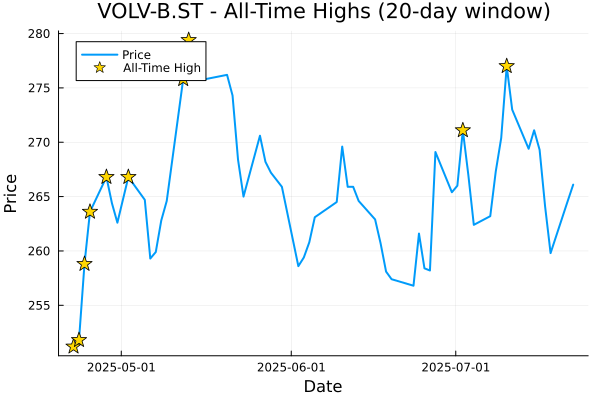 VOLV-B.ST - All-Time Highs (20-day window)
280
Price
All-Time High
275
270
265
260
255
Price
2025-05-01
2025-06-01
2025-07-01
Date